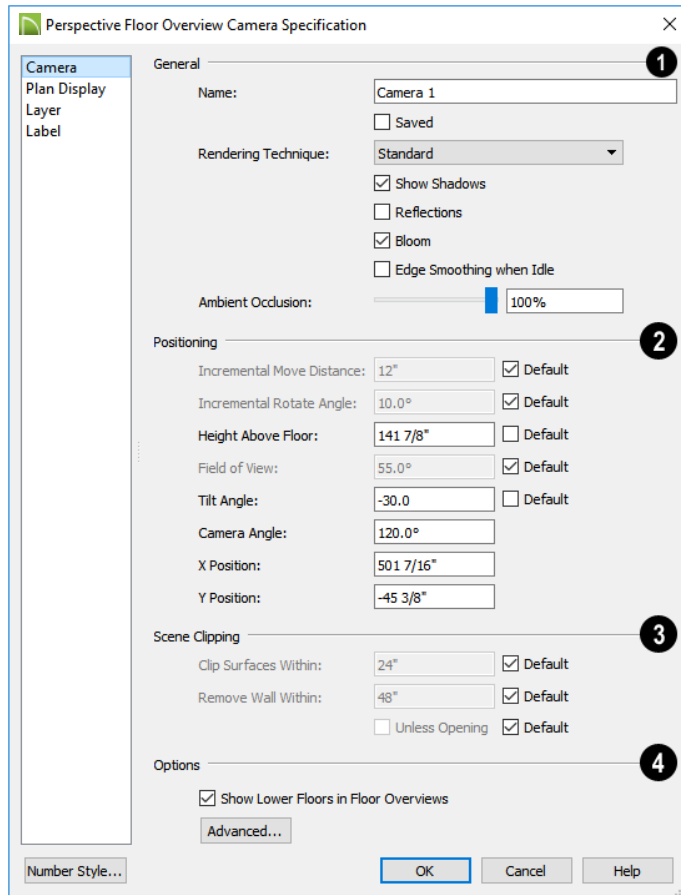 Perspective Floor Overview Camera Specification
Camera
Plan Display
Layer
Label
General
1
Name:
Camera 1
Saved
Rendering Technique:
Standard
Show Shadows
Reflections
Bloom
Edge Smoothing when Idle
Ambient Occlusion:
100%
Positioning
2
Incremental Move Distance:
12"
Default
Incremental Rotate Angle:
10.0°
Default
Height Above Floor:
141 7/8"
Default
Field of View:
55.0°
Default
Tilt Angle:
-30.0
Default
Camera Angle:
120.0°
X Position:
501 7/16"
Y Position:
-45 3/8"
Scene Clipping
3
Clip Surfaces Within:
24"
Default
Remove Wall Within:
48"
Default
Unless Opening
Default
Options
4
Show Lower Floors in Floor Overviews
Advanced...
Number Style...
OK
Cancel
Help